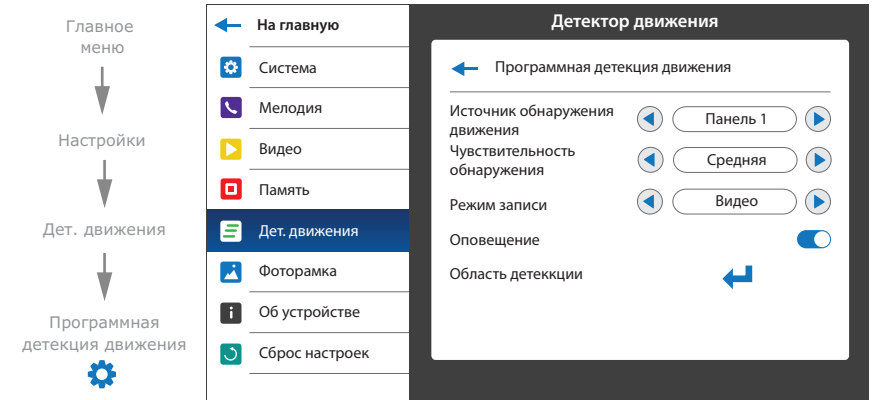 Главное
меню
Настройки
Дет. движения
Программная
детекция движения
На главную
Система
Мелодия
Видео
Память
Дет. движения
Фоторамка
Об устройстве
Сброс настроек
Детектор движения
Программная детекция движения
Источник обнаружения
движения
Панель 1
Чувствительность
обнаружения
Средняя
Режим записи
Видео
Оповещение
Область детеккции